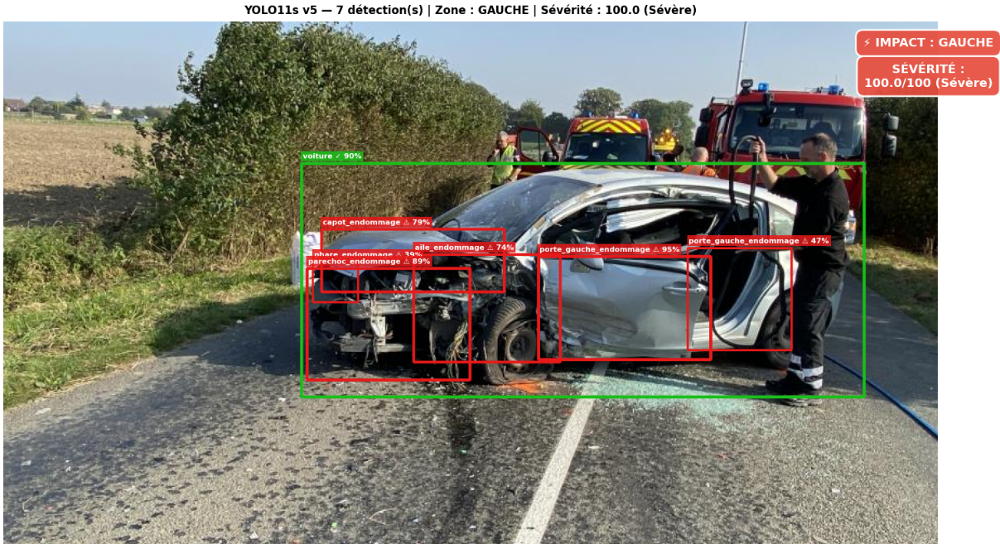 YOLO11s v5 — 7 détection(s) | Zone : GAUCHE | Sévérité : 100.0 (Sévère)
⚡ IMPACT : GAUCHE
SÉVÉRITÉ :
100.0/100 (Sévère)
voiture ✓ 90%
capot_endommage ⚠ 79%
aile_endommage ⚠ 74%
porte_gauche_endommage ⚠ 95%
porte_gauche_endommage ⚠ 47%
phare_endommage ⚠ 39%
parechoc_endommage ⚠ 89%